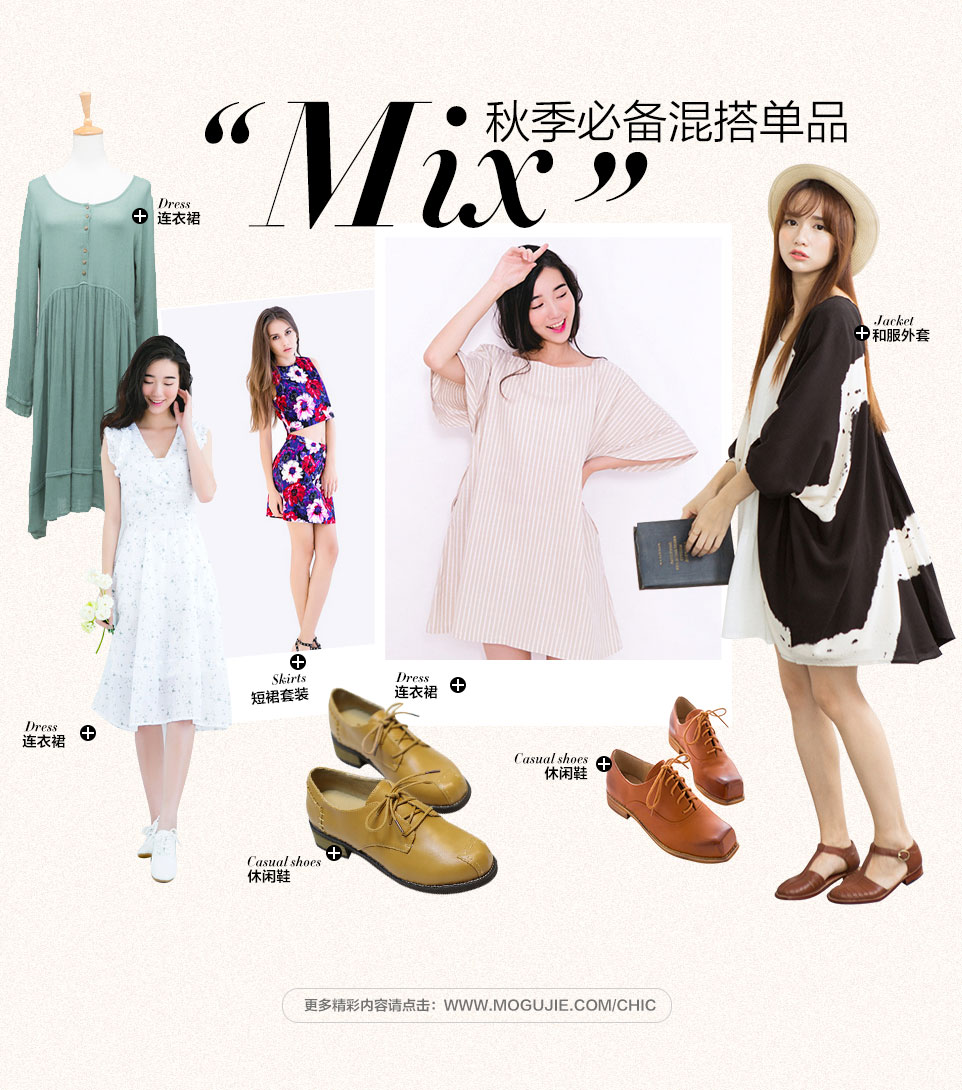 “Mix”
秋季必备混搭单品
Dress
连衣裙
Jacket
和服外套
Skirts
短裙套装
Dress
连衣裙
Dress
连衣裙
Casual shoes
休闲鞋
Casual shoes
休闲鞋
更多精彩内容请点击：WWW.MOGUJIE.COM/CHIC